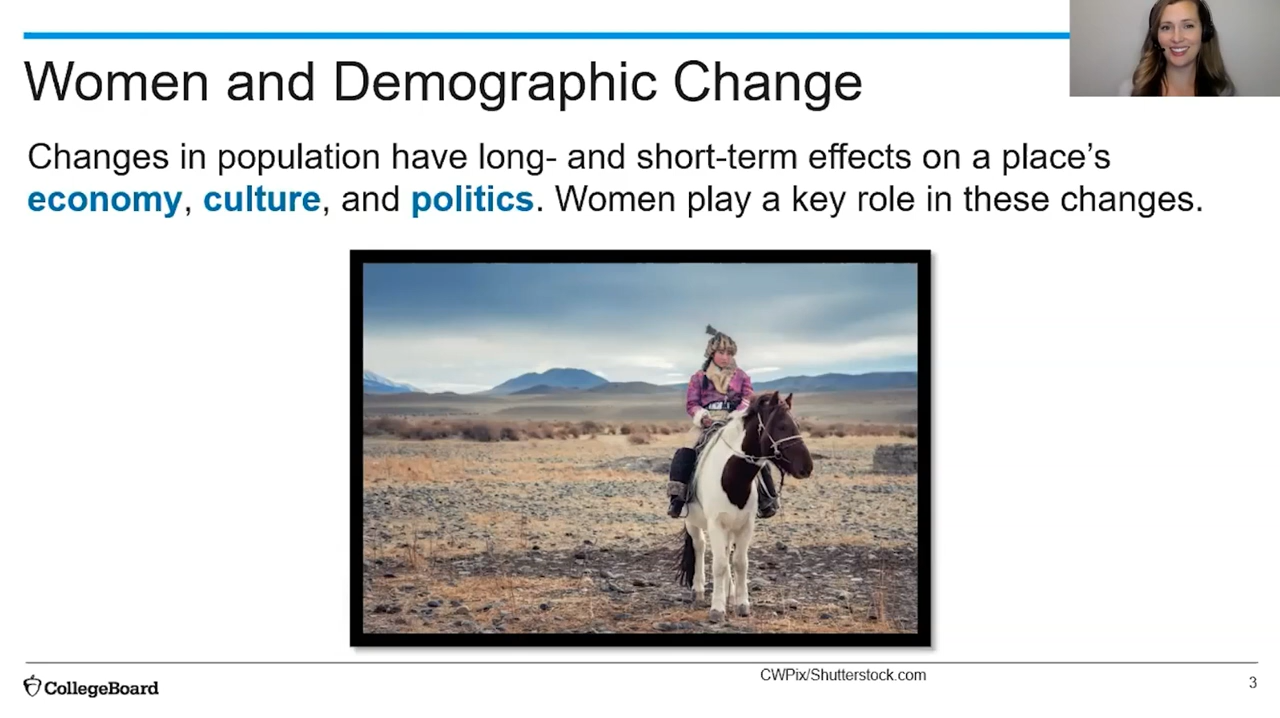 Women and Demographic Change
Changes in population have long- and short-term effects on a place’s
economy, culture, and politics. Women play a key role in these changes.
CWPix/Shutterstock.com
CollegeBoard
3